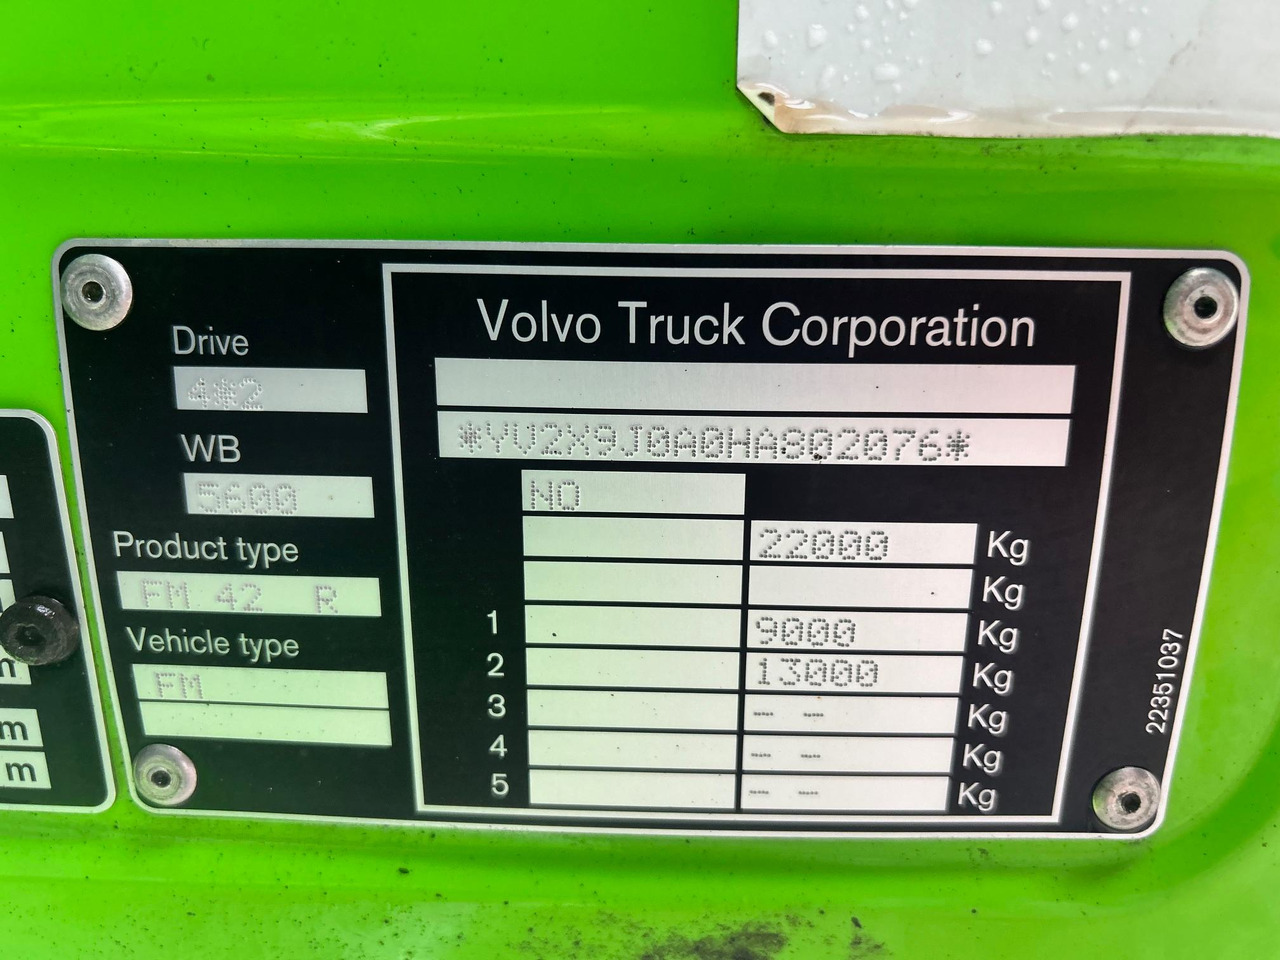 Drive
4*2
WB
5600
Product type
FM 42 R
Vehicle type
FM
Volvo Truck Corporation
*YV2X9J0A0HA802076*
NO
22000 Kg
Kg
1 9000 Kg
2 13000 Kg
3 -- -- Kg
4 -- -- Kg
5 -- -- Kg
22351037
m
m
m